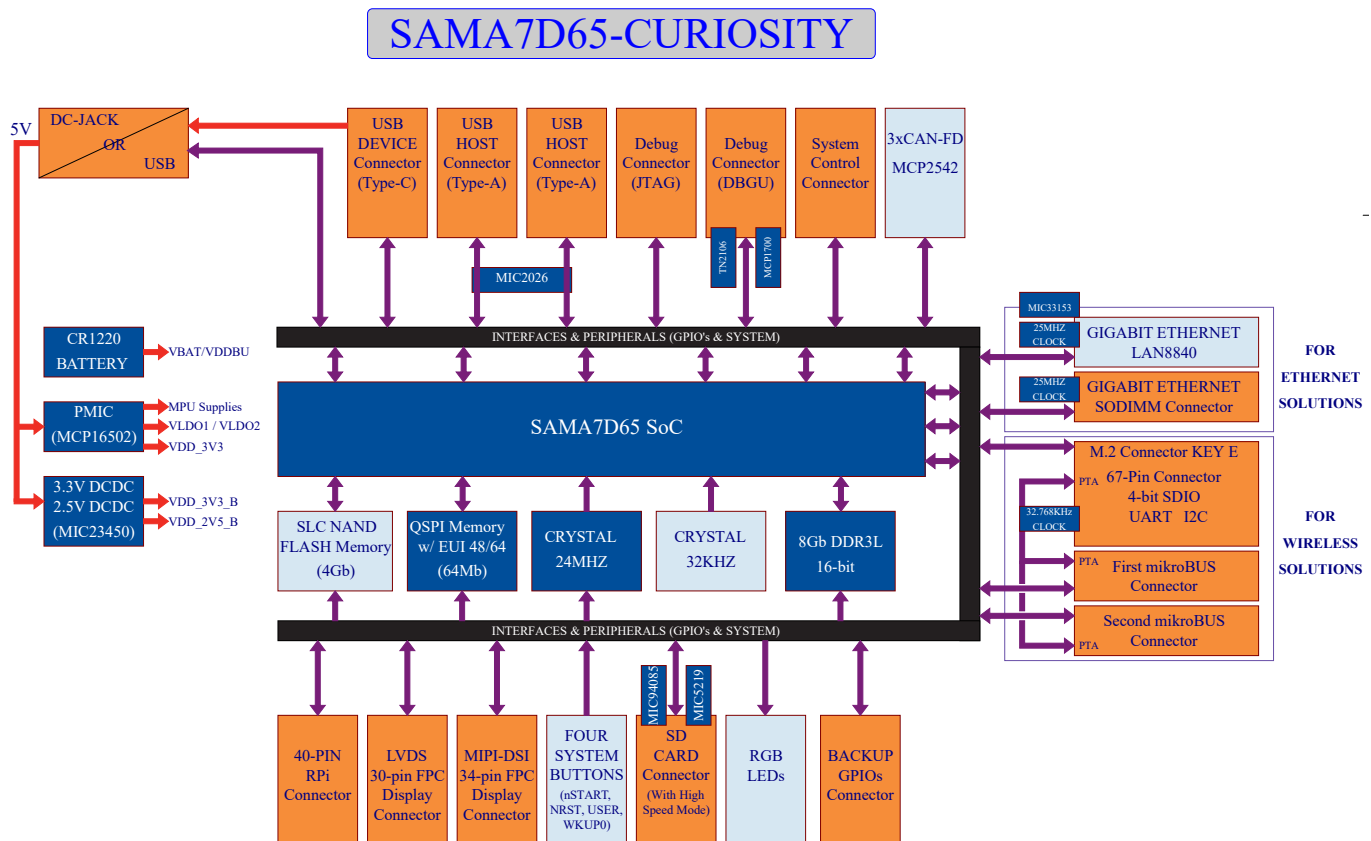 SAMA7D65-CURIOSITY
5V
DC-JACK
OR
USB
USB
DEVICE
Connector
(Type-C)
USB
HOST
Connector
(Type-A)
USB
HOST
Connector
(Type-A)
Debug
Connector
(JTAG)
Debug
Connector
(DBGU)
System
Control
Connector
3xCAN-FD
MCP2542
MIC2026
TN2106
MCP1700
INTERFACES & PERIPHERALS (GPIO's & SYSTEM)
CR1220
BATTERY
VBAT/VDDBU
PMIC
(MCP16502)
MPU Supplies
VLDO1 / VLDO2
VDD_3V3
3.3V DCDC
2.5V DCDC
(MIC23450)
VDD_3V3_B
VDD_2V5_B
SAMA7D65 SoC
MIC33153
25MHZ
CLOCK
GIGABIT ETHERNET
LAN8840
25MHZ
CLOCK
GIGABIT ETHERNET
SODIMM Connector
FOR
ETHERNET
SOLUTIONS
M.2 Connector KEY E
PTA
67-Pin Connector
4-bit SDIO
UART I2C
32.768KHz
CLOCK
PTA
First mikroBUS
Connector
Second mikroBUS
Connector
PTA
FOR
WIRELESS
SOLUTIONS
SLC NAND
FLASH Memory
(4Gb)
QSPI Memory
w/ EUI 48/64
(64Mb)
CRYSTAL
24MHZ
CRYSTAL
32KHZ
8Gb DDR3L
16-bit
INTERFACES & PERIPHERALS (GPIO's & SYSTEM)
MIC94085
MIC5219
40-PIN
RPi
Connector
LVDS
30-pin FPC
Display
Connector
MIPI-DSI
34-pin FPC
Display
Connector
FOUR
SYSTEM
BUTTONS
(nSTART,
NRST, USER,
WKUP0)
SD
CARD
Connector
(With High
Speed Mode)
RGB
LEDs
BACKUP
GPIOs
Connector